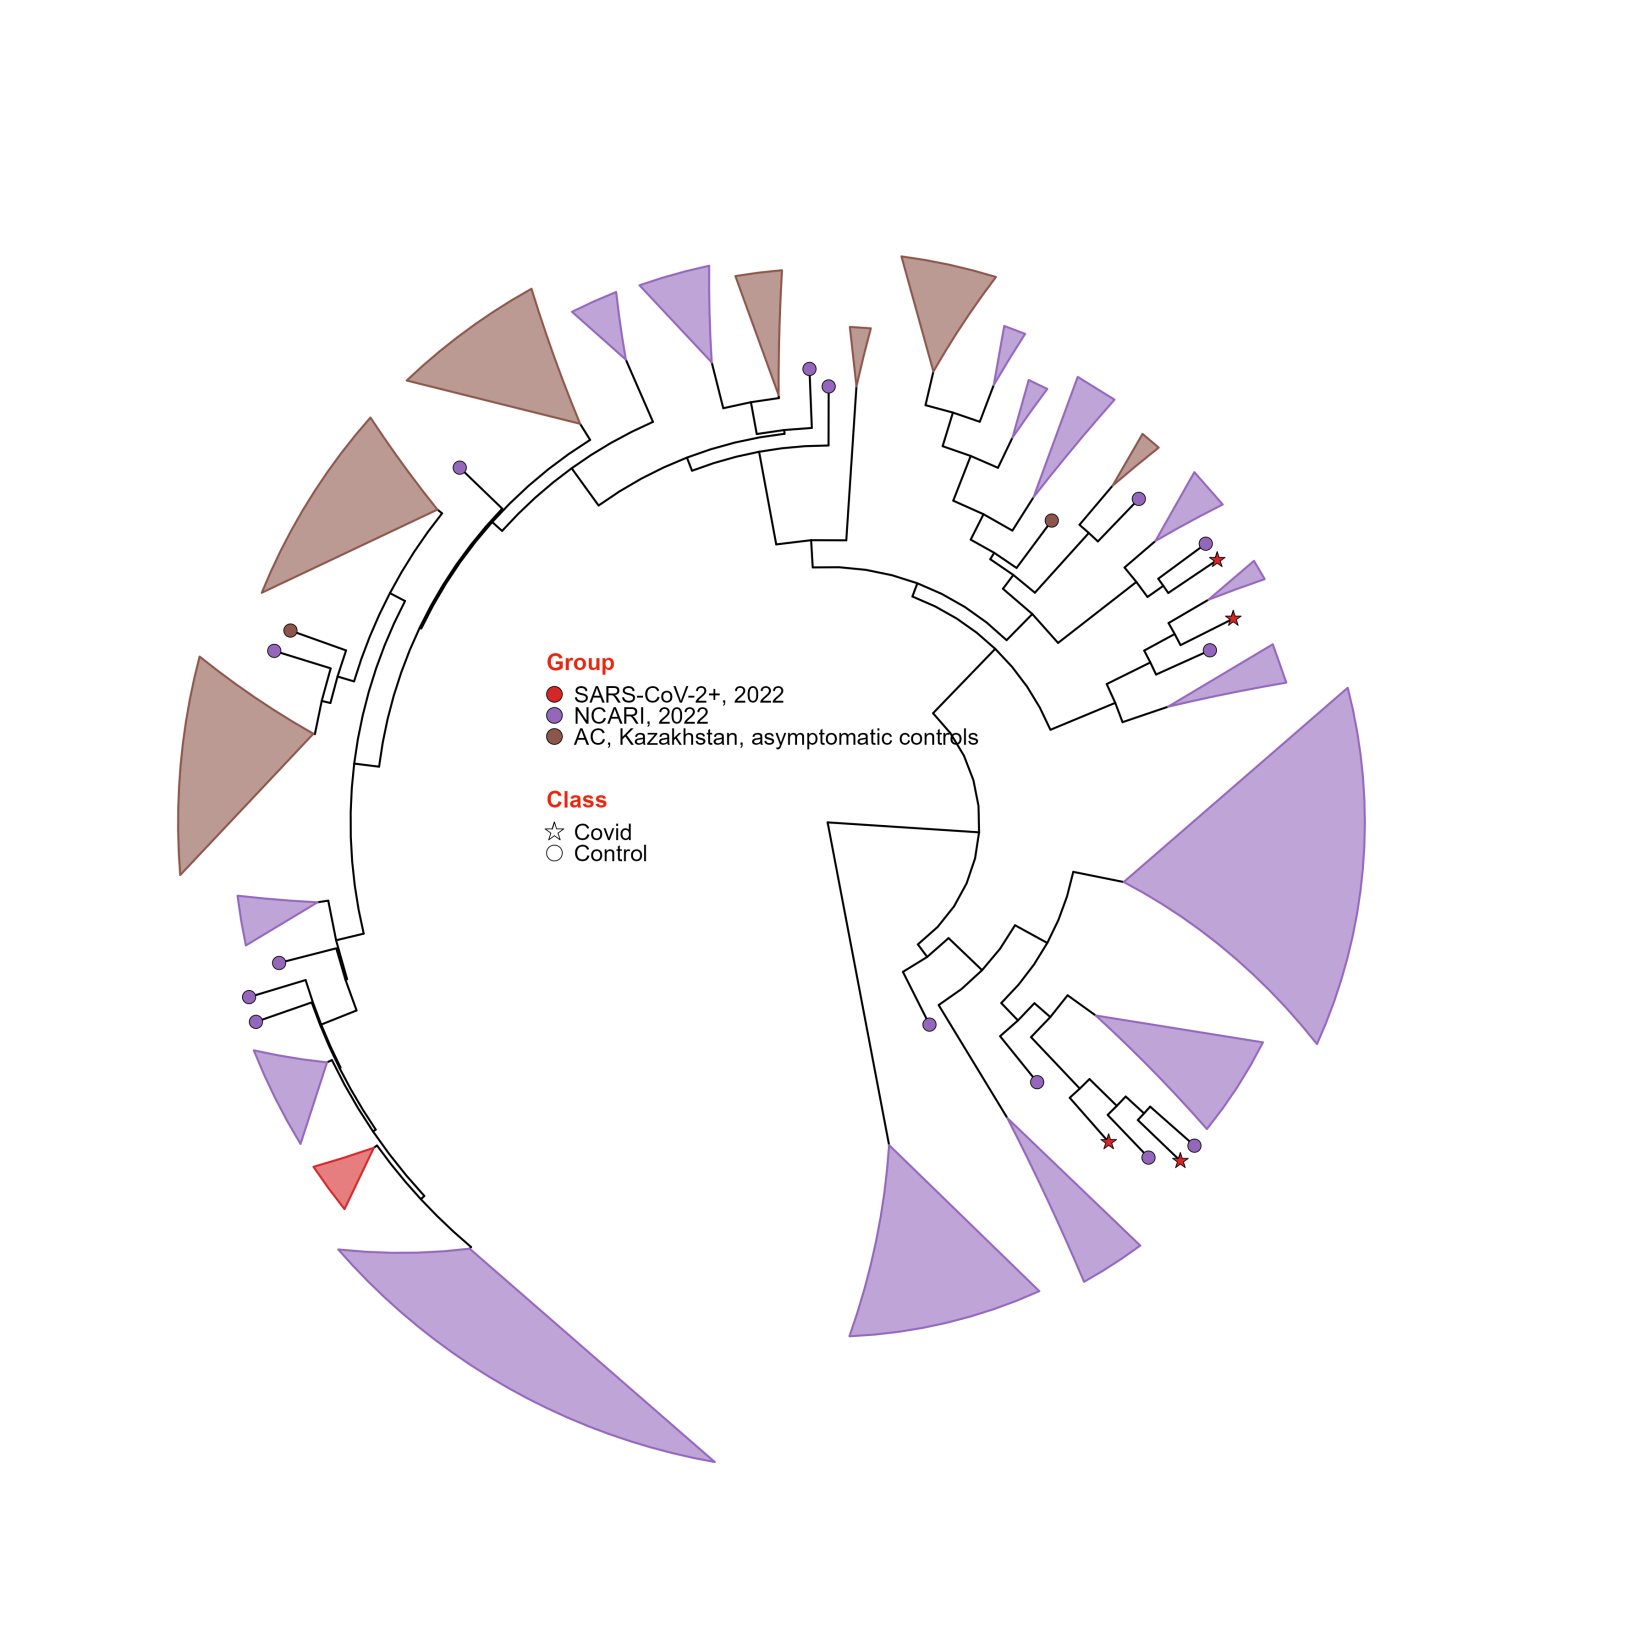 Group
SARS-CoV-2+, 2022
NCARI, 2022
AC, Kazakhstan, asymptomatic controls
Class
Covid
Control